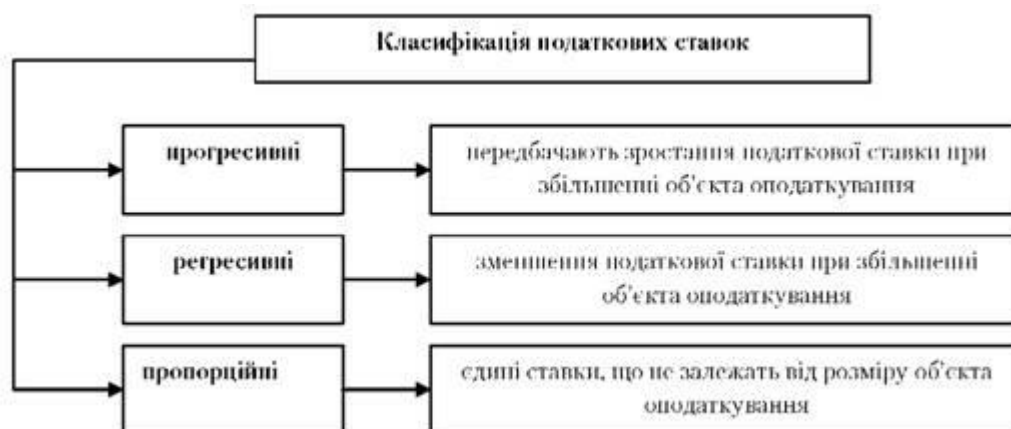 Класифікація податкових ставок
прогресивні
передбачають зростання податкової ставки при
збільшенні об'єкта оподаткування
регресивні
зменшення податкової ставки при збільшенні
об'єкта оподаткування
пропорційні
єдині ставки, що не залежать від розміру об'єкта
оподаткування